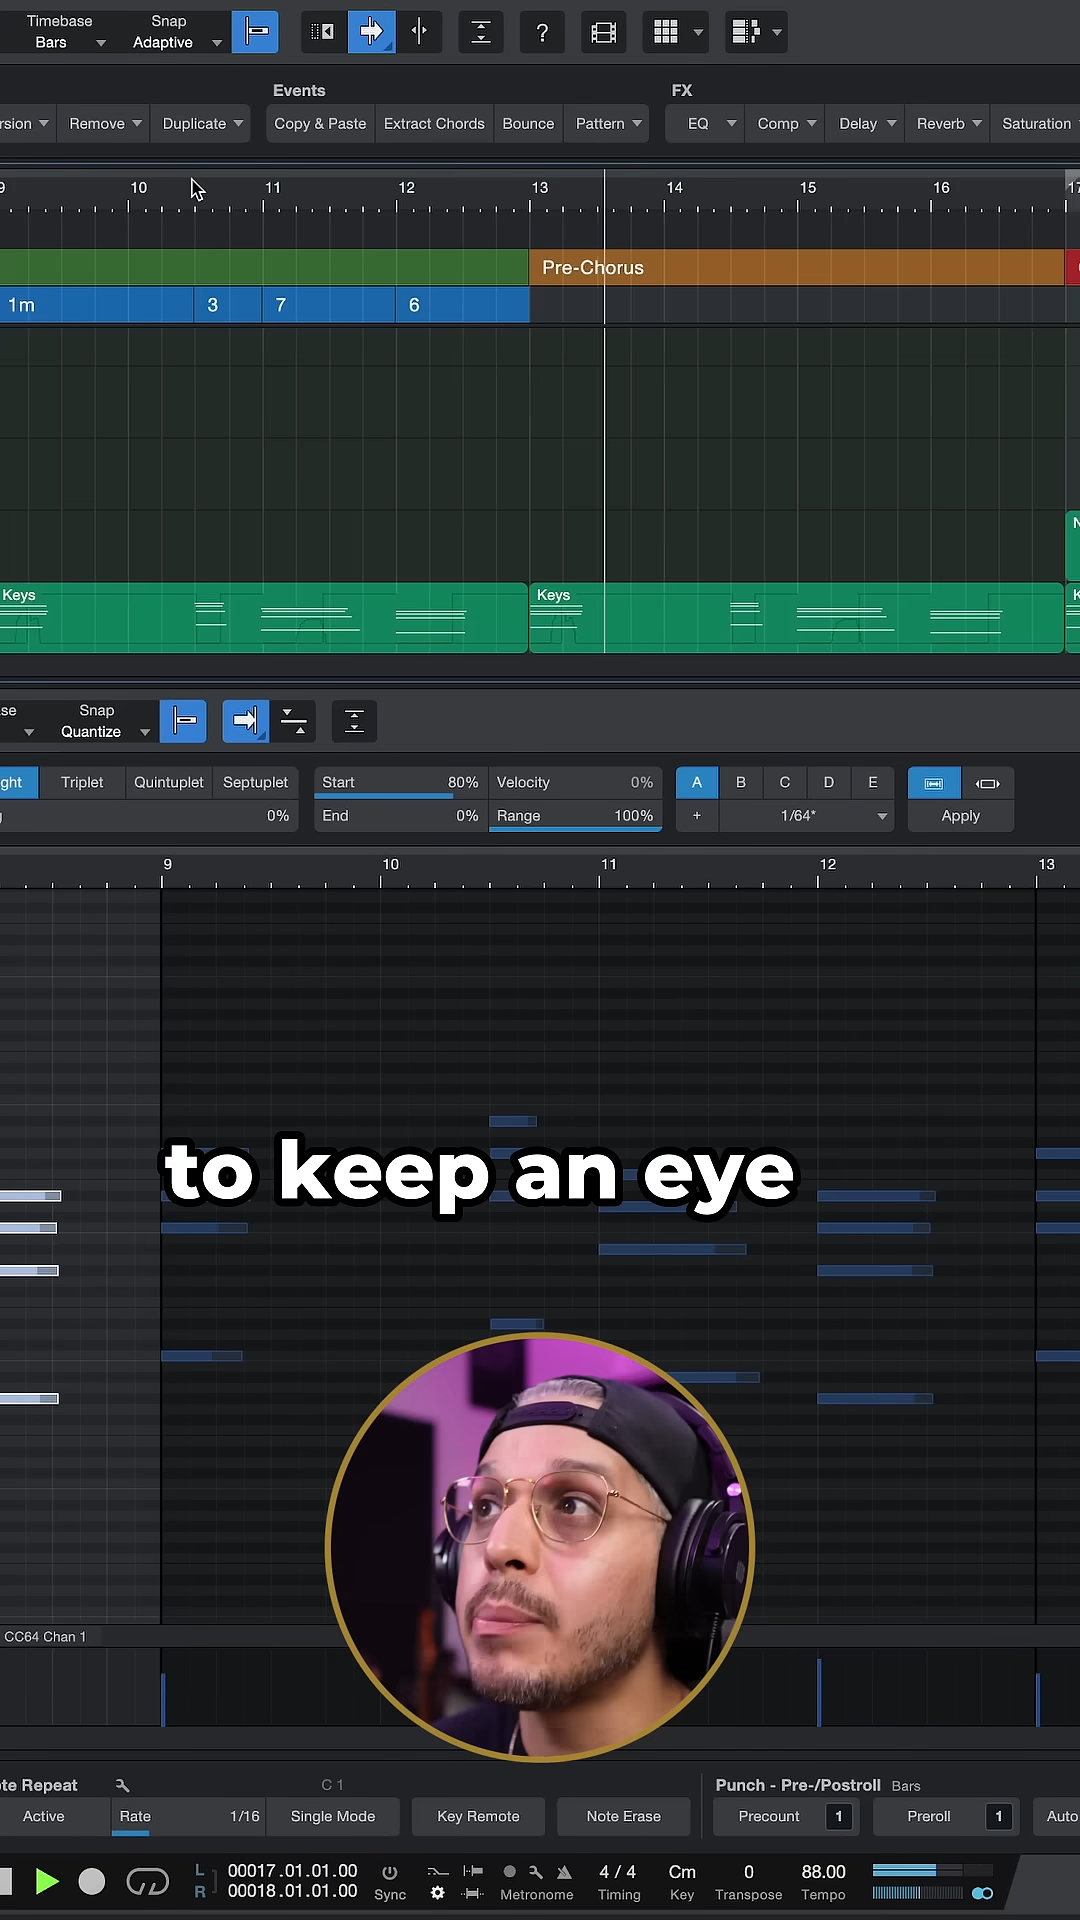 Timebase
Snap
Bars
Adaptive
?
Events
FX
rsion
Remove
Duplicate
Copy & Paste
Extract Chords
Bounce
Pattern
EQ
Comp
Delay
Reverb
Saturation
9
10
11
12
13
14
15
16
17
Pre-Chorus
1m
3
7
6
Keys
Keys
se
Snap
Quantize
ght
Triplet
Quintuplet
Septuplet
Start
80%
Velocity
0%
A
B
C
D
E
g
0%
End
0%
Range
100%
+
1/64*
Apply
9
10
11
12
13
to keep an eye
CC64 Chan 1
te Repeat
C 1
Punch - Pre-/Postroll
Bars
Active
Rate
1/16
Single Mode
Key Remote
Note Erase
Precount
1
Preroll
1
Auto
L
R
00017.01.01.00
00018.01.01.00
Sync
Metronome
4 / 4
Timing
Cm
Key
0
Transpose
88.00
Tempo